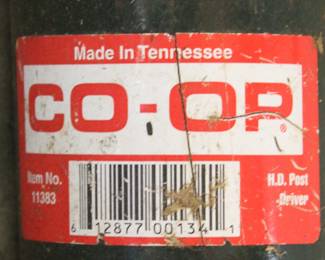 Made In Tennessee
CO-OP®
Item No.
11383
H.D. Post
Driver
6 12877 00134 1